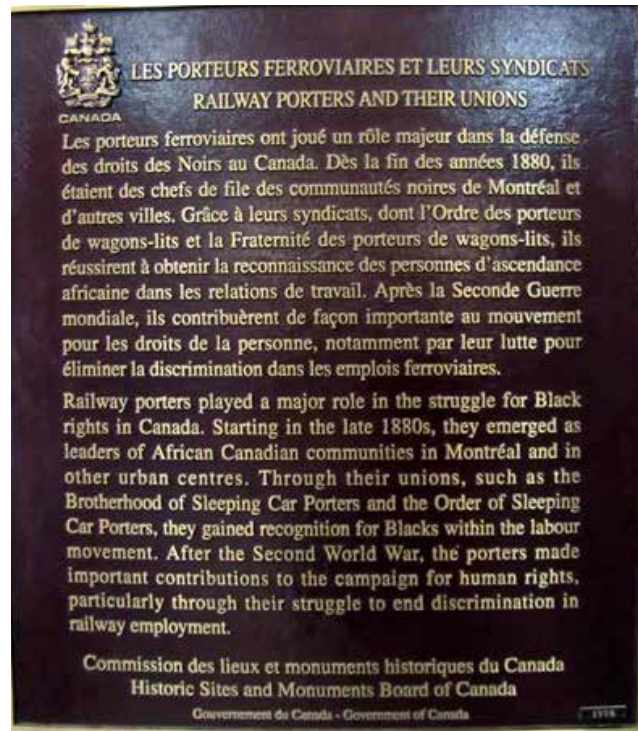 CANADA
LES PORTEURS FERROVIAIRES ET LEURS SYNDICATS
RAILWAY PORTERS AND THEIR UNIONS
Les porteurs ferroviaires ont joué un rôle majeur dans la défense
des droits des Noirs au Canada. Dès la fin des années 1880, ils
étaient des chefs de file des communautés noires de Montréal et
d'autres villes. Grâce à leurs syndicats, dont l'Ordre des porteurs
de wagons-lits et la Fraternité des porteurs de wagons-lits, ils
réussirent à obtenir la reconnaissance des personnes d'ascendance
africaine dans les relations de travail. Après la Seconde Guerre
mondiale, ils contribuèrent de façon importante au mouvement
pour les droits de la personne, notamment par leur lutte pour
éliminer la discrimination dans les emplois ferroviaires.
Railway porters played a major role in the struggle for Black
rights in Canada. Starting in the late 1880s, they emerged as
leaders of African Canadian communities in Montréal and in
other urban centres. Through their unions, such as the
Brotherhood of Sleeping Car Porters and the Order of Sleeping
Car Porters, they gained recognition for Blacks within the labour
movement. After the Second World War, the porters made
important contributions to the campaign for human rights,
particularly through their struggle to end discrimination in
railway employment.
Commission des lieux et monuments historiques du Canada
Historic Sites and Monuments Board of Canada
Gouvernement du Canada - Government of Canada